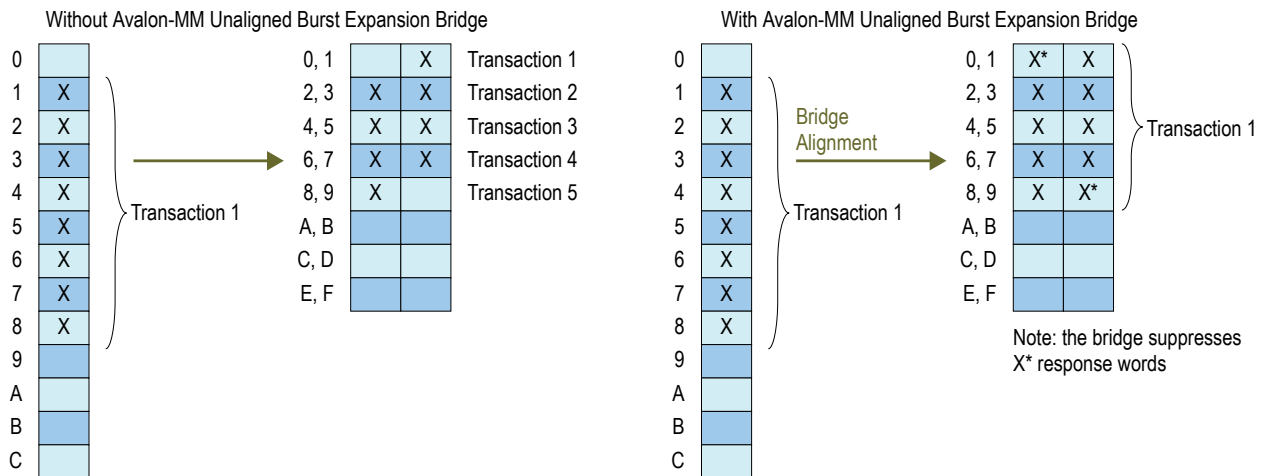 Without Avalon-MM Unaligned Burst Expansion Bridge
0
1 X
2 X
3 X
4 X
5 X
6 X
7 X
8 X
9
A
B
C
Transaction 1
0, 1 X Transaction 1
2, 3 X X Transaction 2
4, 5 X X Transaction 3
6, 7 X X Transaction 4
8, 9 X Transaction 5
A, B
C, D
E, F
With Avalon-MM Unaligned Burst Expansion Bridge
0
1 X
2 X
3 X
4 X
5 X
6 X
7 X
8 X
9
A
B
C
Transaction 1
Bridge
Alignment
0, 1 X* X
2, 3 X X
4, 5 X X
6, 7 X X
8, 9 X X*
A, B
C, D
E, F
Transaction 1
Note: the bridge suppresses
X* response words